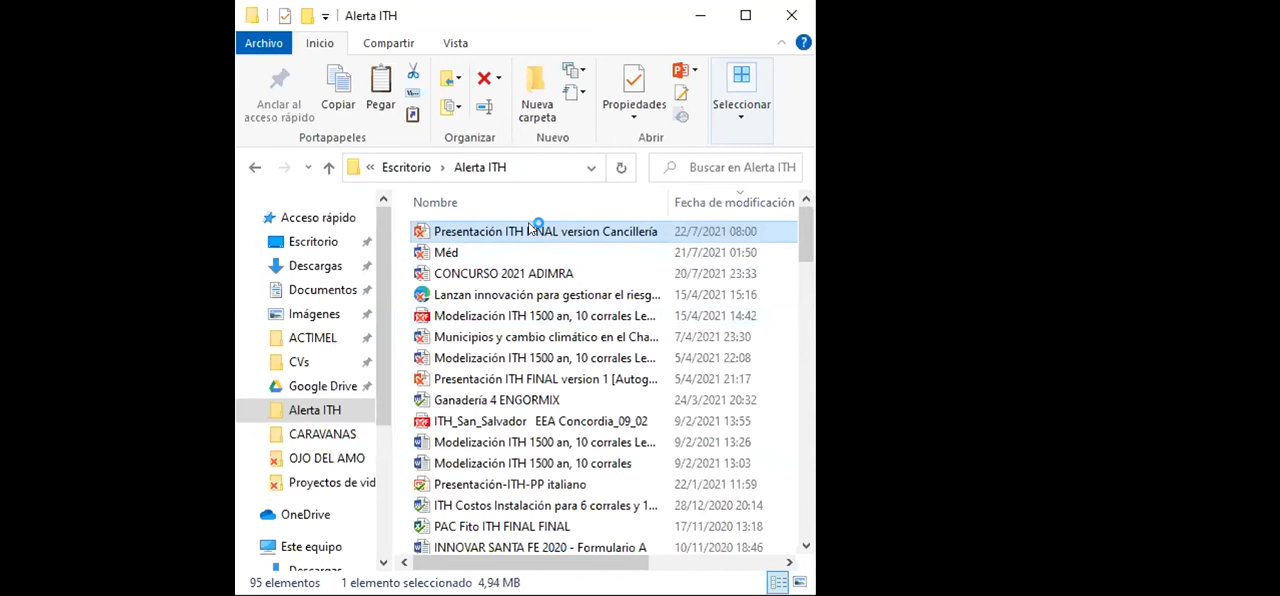 Alerta ITH
Archivo Inicio Compartir Vista
Anclar al acceso rápido
Copiar
Pegar
Nueva carpeta
Propiedades
Seleccionar
Portapapeles Organizar Nuevo Abrir
« Escritorio › Alerta ITH
Buscar en Alerta ITH
Nombre Fecha de modificación
Acceso rápido
Escritorio
Descargas
Documentos
Imágenes
ACTIMEL
CVs
Google Drive
Alerta ITH
CARAVANAS
OJO DEL AMO
Proyectos de vid
OneDrive
Este equipo
Descargas
Presentación ITH FINAL version Cancillería 22/7/2021 08:00
Méd 21/7/2021 01:50
CONCURSO 2021 ADIMRA 20/7/2021 23:33
Lanzan innovación para gestionar el riesg... 15/4/2021 15:16
Modelización ITH 1500 an, 10 corrales Le... 15/4/2021 14:42
Municipios y cambio climático en el Cha... 7/4/2021 23:30
Modelización ITH 1500 an, 10 corrales Le... 5/4/2021 22:08
Presentación ITH FINAL version 1 [Autog... 5/4/2021 21:17
Ganadería 4 ENGORMIX 24/3/2021 20:32
ITH_San_Salvador EEA Concordia_09_02 9/2/2021 13:55
Modelización ITH 1500 an, 10 corrales Le... 9/2/2021 13:26
Modelización ITH 1500 an, 10 corrales 9/2/2021 13:03
Presentación-ITH-PP italiano 22/1/2021 11:59
ITH Costos Instalación para 6 corrales y 1... 28/12/2020 20:14
PAC Fito ITH FINAL FINAL 17/11/2020 13:18
INNOVAR SANTA FE 2020 - Formulario A 10/11/2020 18:46
95 elementos 1 elemento seleccionado 4,94 MB